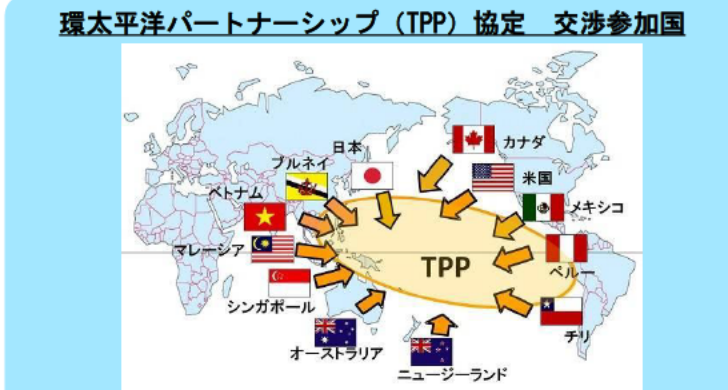 環太平洋パートナーシップ（TPP）協定　交渉参加国
カナダ
日本
米国
ブルネイ
ベトナム
メキシコ
マレーシア
TPP
ペルー
シンガポール
チリ
オーストラリア
ニュージーランド